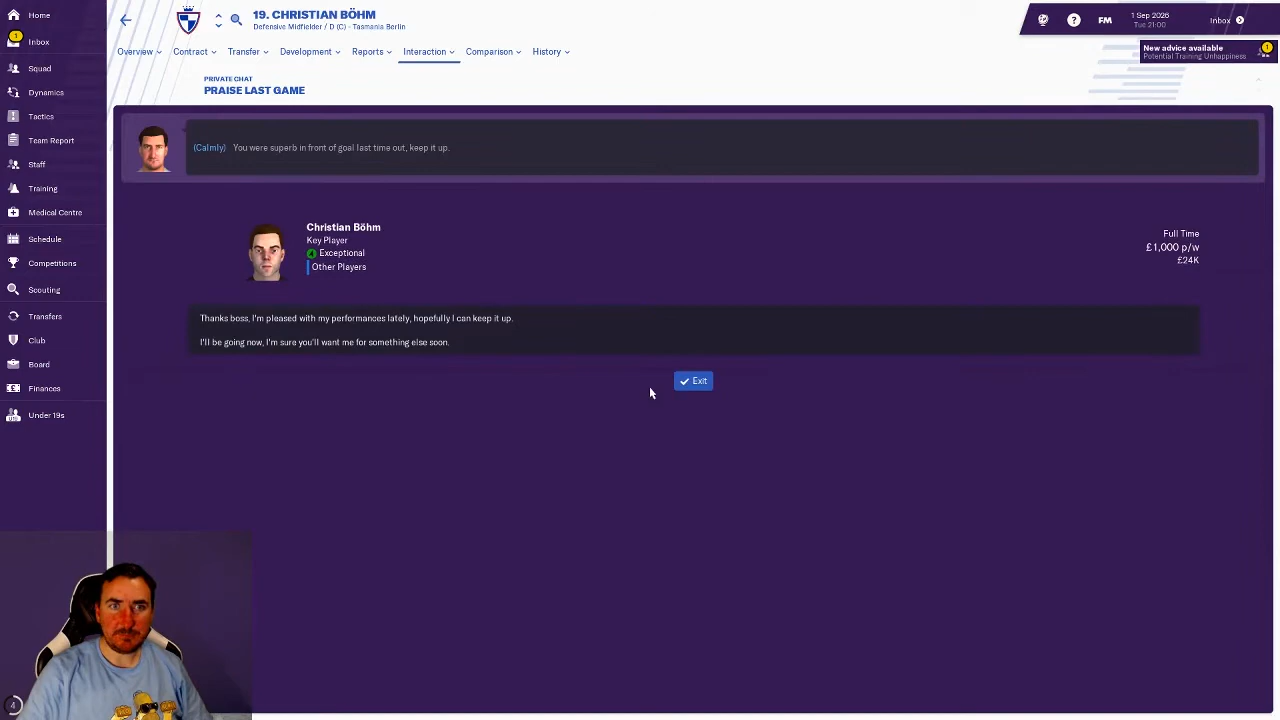 Home
Inbox
Squad
Dynamics
Tactics
Team Report
Staff
Training
Medical Centre
Schedule
Competitions
Scouting
Transfers
Club
Board
Finances
Under 19s
4
19. CHRISTIAN BÖHM
Defensive Midfielder / D (C) - Tasmania Berlin
FM
1 Sep 2026
Tue 21:00
Inbox
Overview
Contract
Transfer
Development
Reports
Interaction
Comparison
History
New advice available
Potential Training Unhappiness
PRIVATE CHAT
PRAISE LAST GAME
(Calmly) You were superb in front of goal last time out, keep it up.
Christian Böhm
Key Player
Exceptional
Other Players
Full Time
£1,000 p/w
£24K
Thanks boss, I'm pleased with my performances lately, hopefully I can keep it up.
I'll be going now, I'm sure you'll want me for something else soon.
Exit